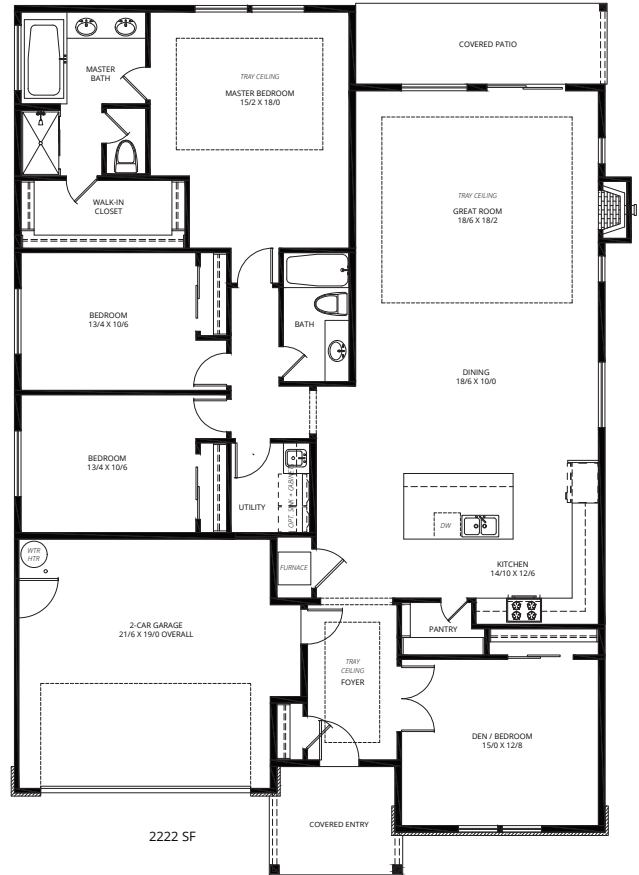 COVERED PATIO
MASTER
BATH
TRAY CEILING
MASTER BEDROOM
15/2 X 18/0
WALK-IN
CLOSET
TRAY CEILING
GREAT ROOM
18/6 X 18/2
BEDROOM
13/4 X 10/6
BATH
DINING
18/6 X 10/0
BEDROOM
13/4 X 10/6
UTILITY
OPT. SINK + CABINET
DW
WTR
HTR
FURNACE
KITCHEN
14/10 X 12/6
2-CAR GARAGE
21/6 X 19/0 OVERALL
PANTRY
TRAY
CEILING
FOYER
DEN / BEDROOM
15/0 X 12/8
COVERED ENTRY
2222 SF